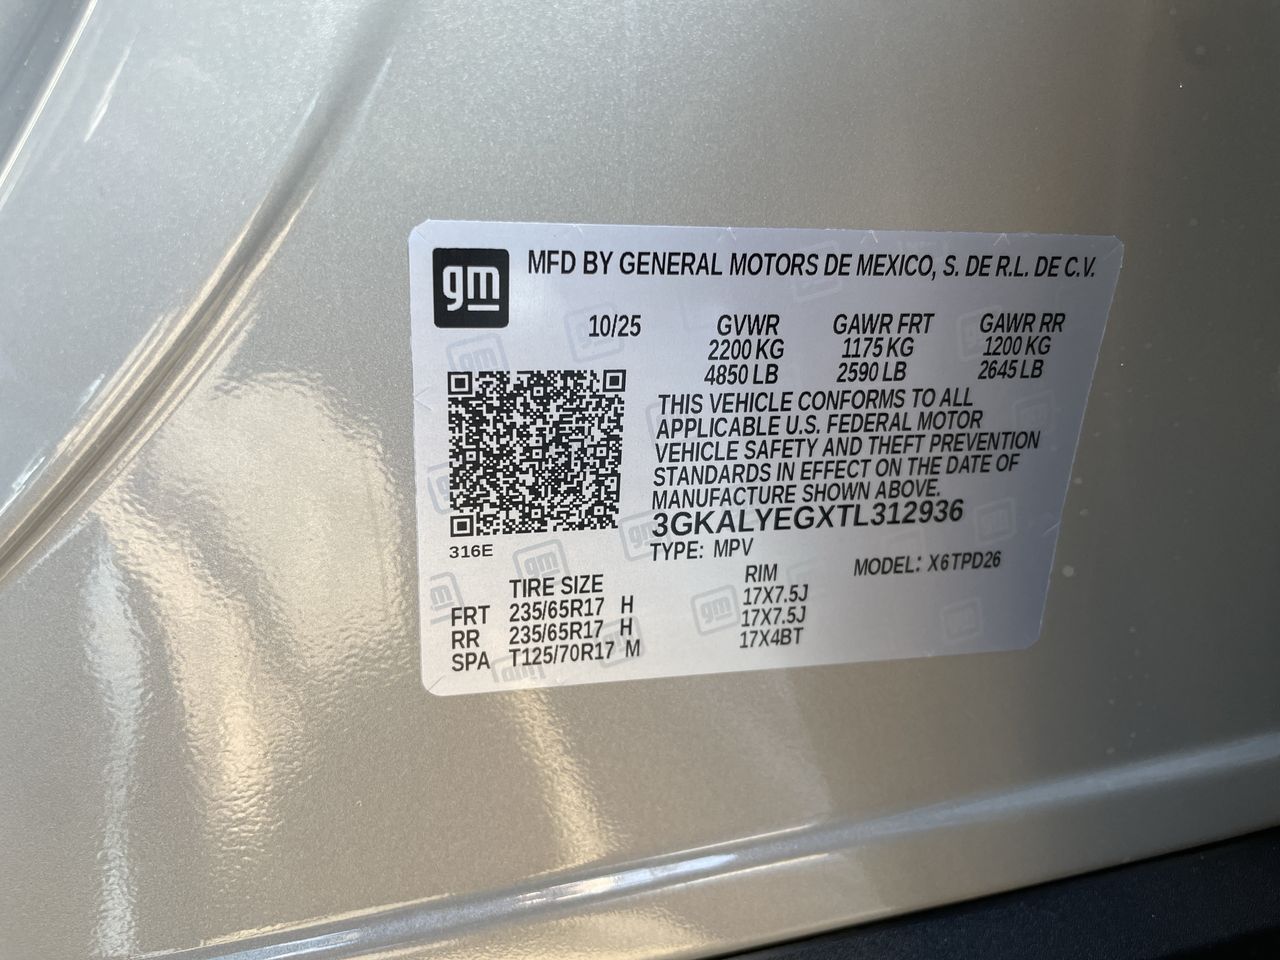 gm
MFD BY GENERAL MOTORS DE MEXICO, S. DE R.L. DE C.V.
10/25 GVWR GAWR FRT GAWR RR
2200 KG 1175 KG 1200 KG
4850 LB 2590 LB 2645 LB
THIS VEHICLE CONFORMS TO ALL
APPLICABLE U.S. FEDERAL MOTOR
VEHICLE SAFETY AND THEFT PREVENTION
STANDARDS IN EFFECT ON THE DATE OF
MANUFACTURE SHOWN ABOVE.
3GKALYEGXTL312936
316E
TYPE: MPV MODEL: X6TPD26
TIRE SIZE RIM
FRT 235/65R17 H 17X7.5J
RR 235/65R17 H 17X7.5J
SPA T125/70R17 M 17X4BT